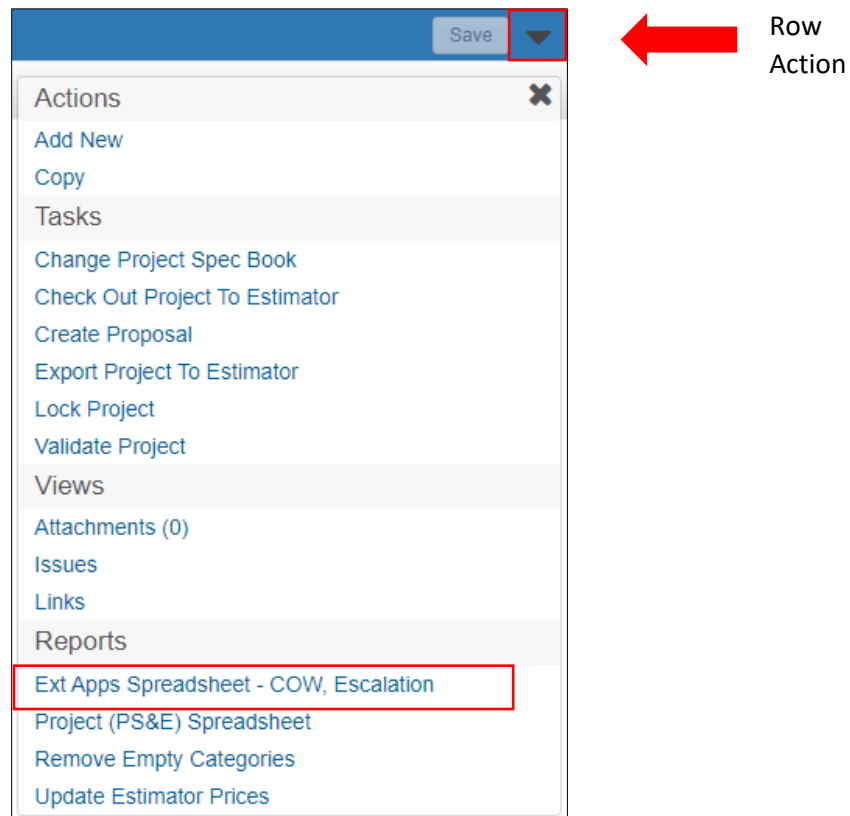 Save
Row
Action
Actions
Add New
Copy
Tasks
Change Project Spec Book
Check Out Project To Estimator
Create Proposal
Export Project To Estimator
Lock Project
Validate Project
Views
Attachments (0)
Issues
Links
Reports
Ext Apps Spreadsheet - COW, Escalation
Project (PS&E) Spreadsheet
Remove Empty Categories
Update Estimator Prices